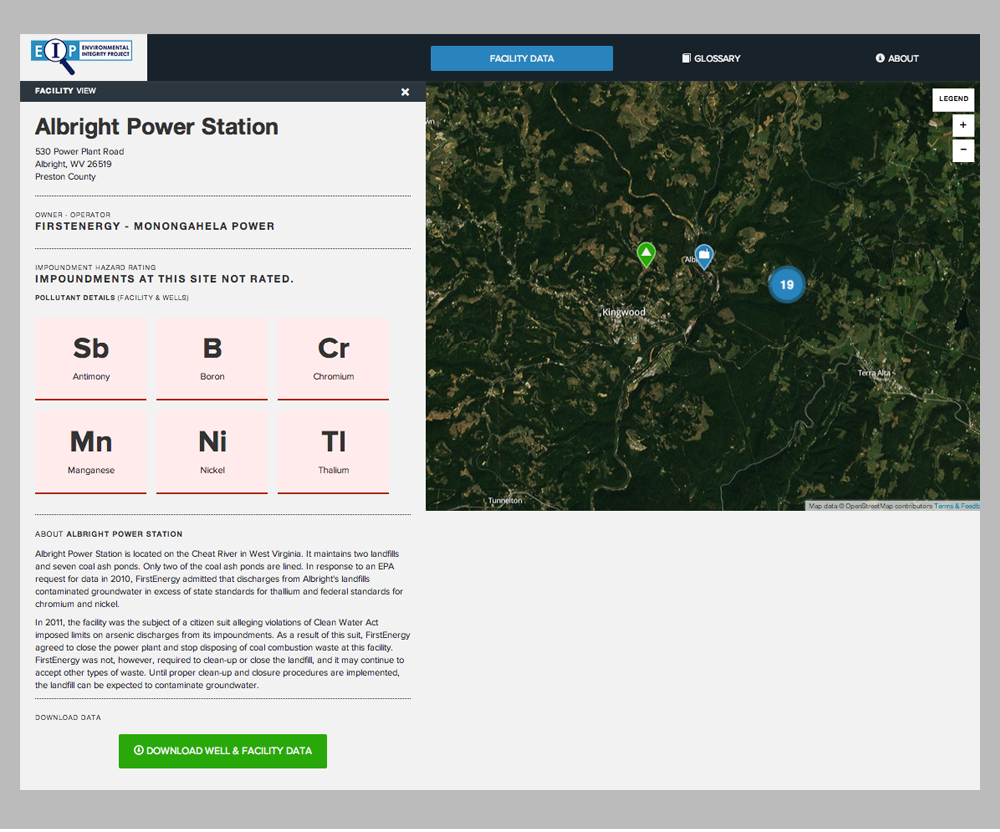 EIP ENVIRONMENTAL
INTEGRITY PROJECT
FACILITY DATA
GLOSSARY
ABOUT
FACILITY VIEW
Albright Power Station
530 Power Plant Road
Albright, WV 26519
Preston County
OWNER - OPERATOR
FIRSTENERGY - MONONGAHELA POWER
IMPOUNDMENT HAZARD RATING
IMPOUNDMENTS AT THIS SITE NOT RATED.
POLLUTANT DETAILS (FACILITY & WELLS)
Sb
Antimony
B
Boron
Cr
Chromium
Mn
Manganese
Ni
Nickel
Tl
Thalium
ABOUT ALBRIGHT POWER STATION
Albright Power Station is located on the Cheat River in West Virginia. It maintains two landfills
and seven coal ash ponds. Only two of the coal ash ponds are lined. In response to an EPA
request for data in 2010, FirstEnergy admitted that discharges from Albright's landfills
contaminated groundwater in excess of state standards for thallium and federal standards for
chromium and nickel.
In 2011, the facility was the subject of a citizen suit alleging violations of Clean Water Act
imposed limits on arsenic discharges from its impoundments. As a result of this suit, FirstEnergy
agreed to close the power plant and stop disposing of coal combustion waste at this facility.
FirstEnergy was not, however, required to clean-up or close the landfill, and it may continue to
accept other types of waste. Until proper clean-up and closure procedures are implemented,
the landfill can be expected to contaminate groundwater.
DOWNLOAD DATA
DOWNLOAD WELL & FACILITY DATA
LEGEND
+
-
Albri
19
Kingwood
Terra Alta
Tunnelton
Map data © OpenStreetMap contributors Terms & Feedb